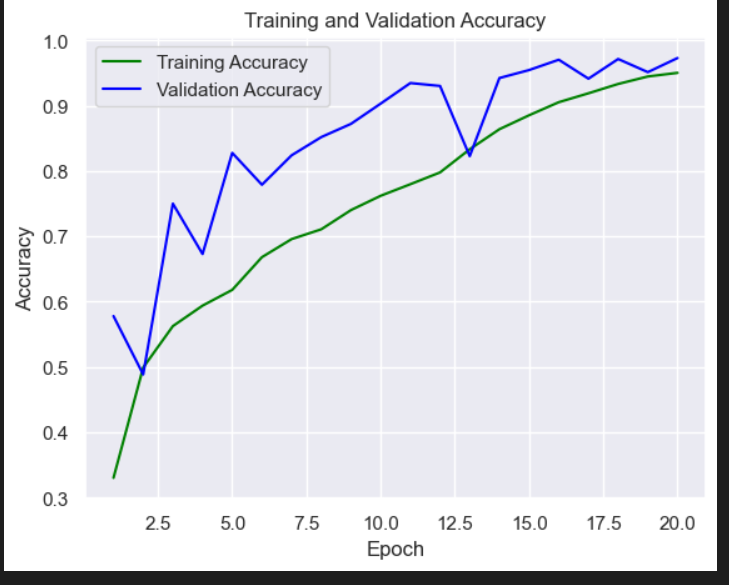 Training and Validation Accuracy
1.0
Training Accuracy
Validation Accuracy
0.9
0.8
0.7
0.6
0.5
0.4
0.3
Accuracy
2.5 5.0 7.5 10.0 12.5 15.0 17.5 20.0
Epoch